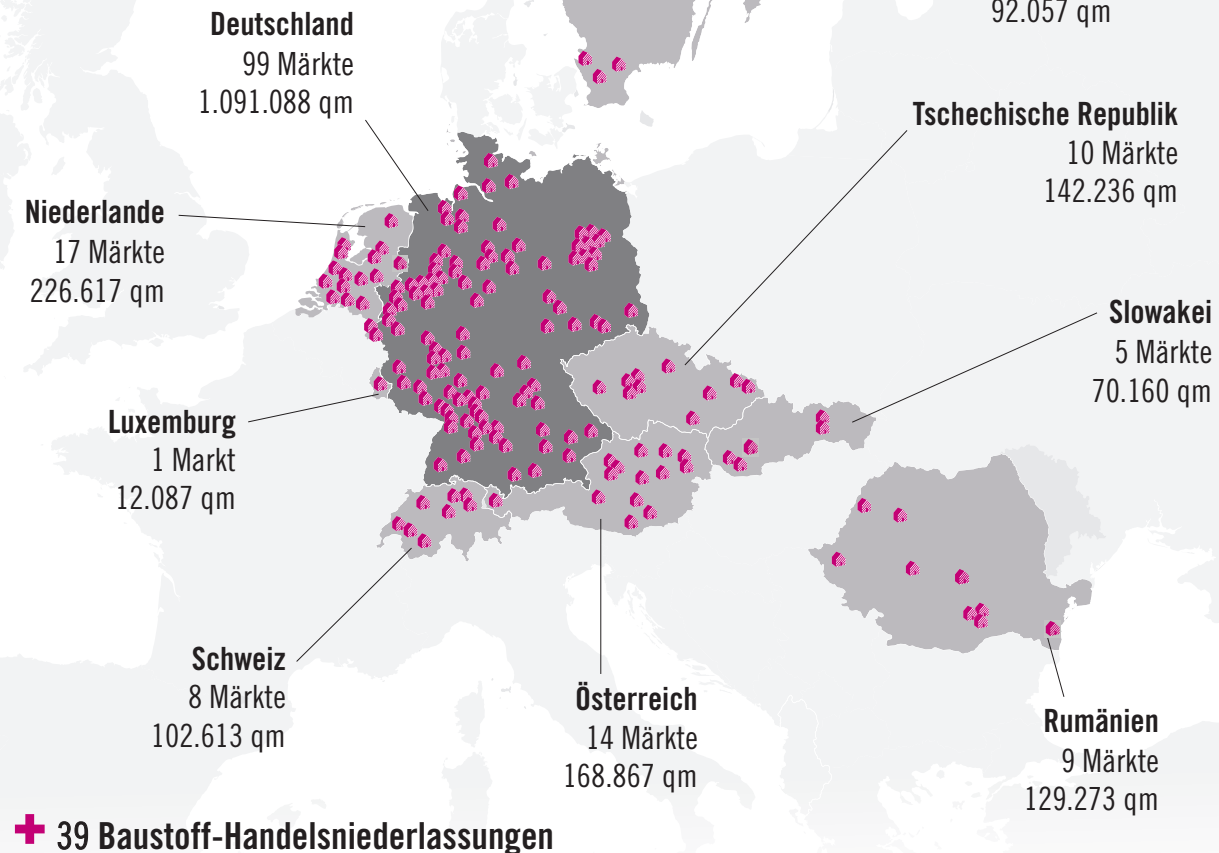 92.057 qm
Deutschland
99 Märkte
1.091.088 qm
Tschechische Republik
10 Märkte
142.236 qm
Niederlande
17 Märkte
226.617 qm
Slowakei
5 Märkte
70.160 qm
Luxemburg
1 Markt
12.087 qm
Schweiz
8 Märkte
102.613 qm
Österreich
14 Märkte
168.867 qm
Rumänien
9 Märkte
129.273 qm
+ 39 Baustoff-Handelsniederlassungen